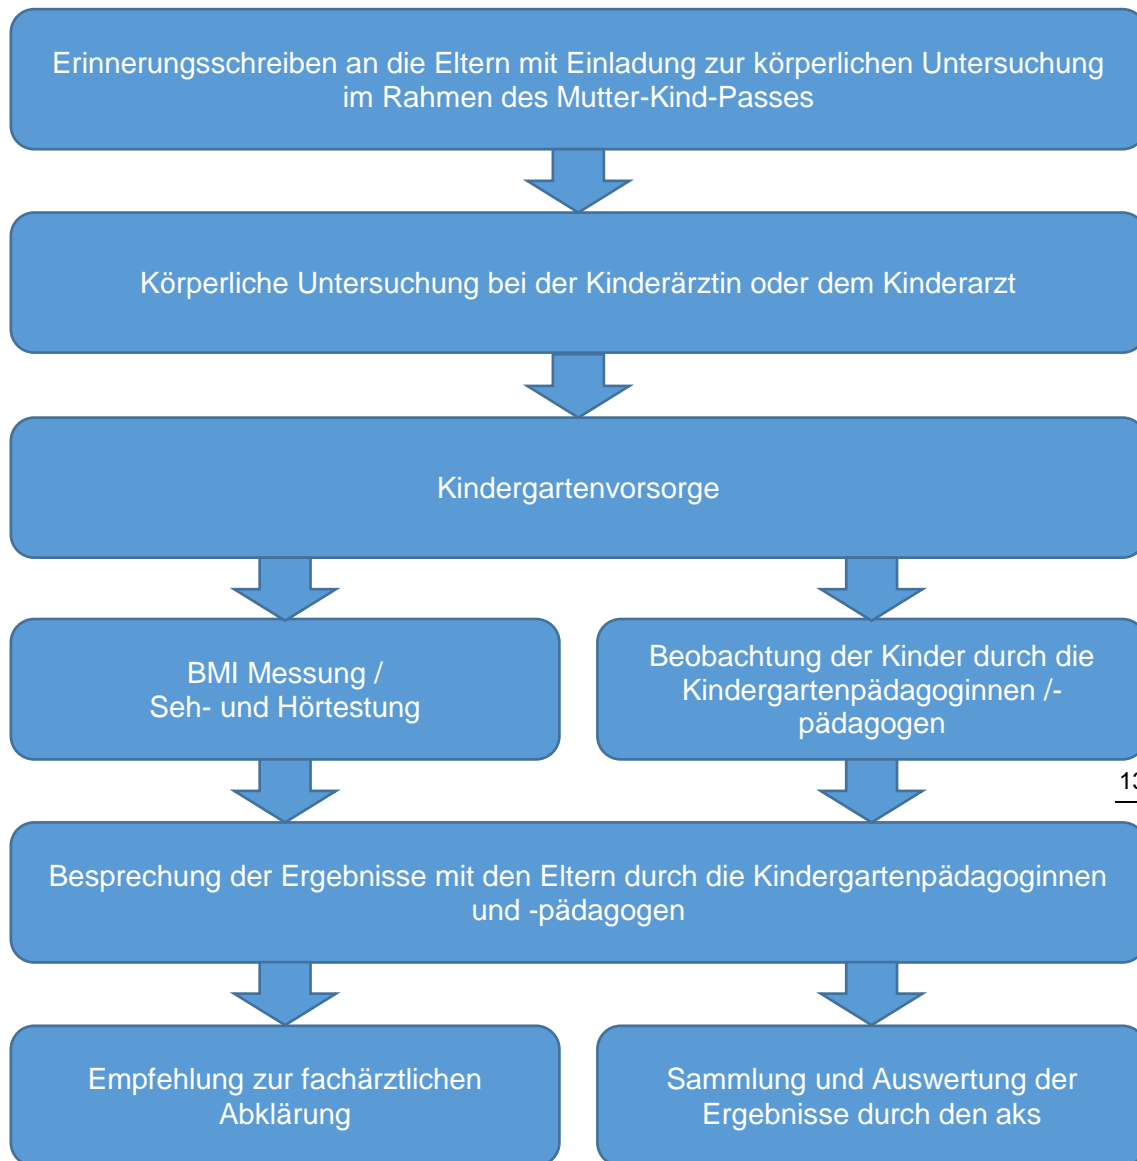 Erinnerungsschreiben an die Eltern mit Einladung zur körperlichen Untersuchung
im Rahmen des Mutter-Kind-Passes
Körperliche Untersuchung bei der Kinderärztin oder dem Kinderarzt
Kindergartenvorsorge
BMI Messung /
Seh- und Hörtestung
Beobachtung der Kinder durch die
Kindergartenpädagoginnen /-
pädagogen
13
Besprechung der Ergebnisse mit den Eltern durch die Kindergartenpädagoginnen
und -pädagogen
Empfehlung zur fachärztlichen
Abklärung
Sammlung und Auswertung der
Ergebnisse durch den aks